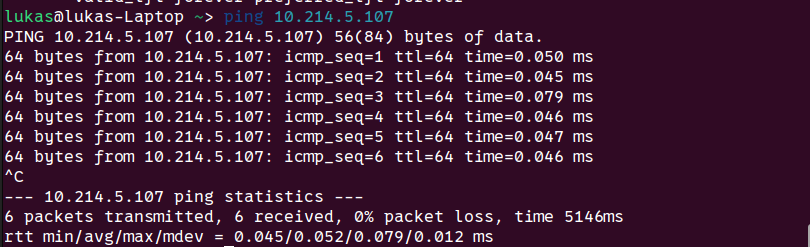 valid_lft forever preferred_lft forever
lukas@lukas-Laptop ~> ping 10.214.5.107
PING 10.214.5.107 (10.214.5.107) 56(84) bytes of data.
64 bytes from 10.214.5.107: icmp_seq=1 ttl=64 time=0.050 ms
64 bytes from 10.214.5.107: icmp_seq=2 ttl=64 time=0.045 ms
64 bytes from 10.214.5.107: icmp_seq=3 ttl=64 time=0.079 ms
64 bytes from 10.214.5.107: icmp_seq=4 ttl=64 time=0.046 ms
64 bytes from 10.214.5.107: icmp_seq=5 ttl=64 time=0.047 ms
64 bytes from 10.214.5.107: icmp_seq=6 ttl=64 time=0.046 ms
^C
--- 10.214.5.107 ping statistics ---
6 packets transmitted, 6 received, 0% packet loss, time 5146ms
rtt min/avg/max/mdev = 0.045/0.052/0.079/0.012 ms